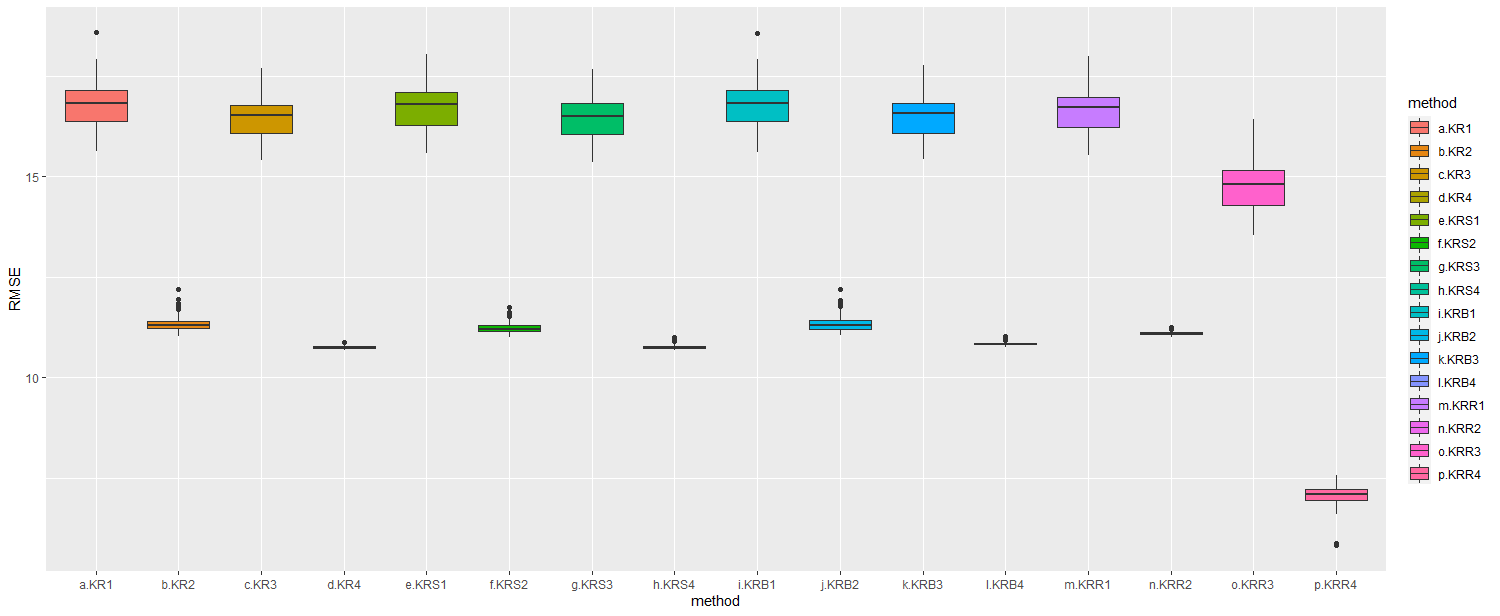 RMSE
15
10
a.KR1 b.KR2 c.KR3 d.KR4 e.KRS1 f.KRS2 g.KRS3 h.KRS4 i.KRB1 j.KRB2 k.KRB3 l.KRB4 m.KRR1 n.KRR2 o.KRR3 p.KRR4
method
method
a.KR1
b.KR2
c.KR3
d.KR4
e.KRS1
f.KRS2
g.KRS3
h.KRS4
i.KRB1
j.KRB2
k.KRB3
l.KRB4
m.KRR1
n.KRR2
o.KRR3
p.KRR4